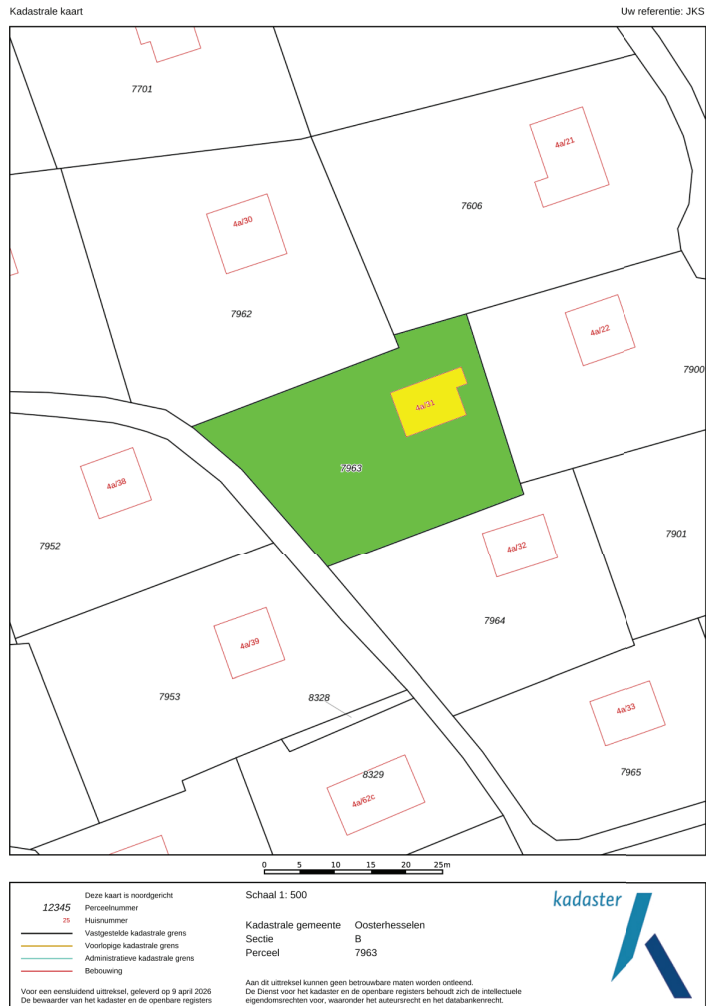 Kadastrale kaart
Uw referentie: JKS
7701
4a/21
7606
4a/30
7962
4a/22
7900
4a/31
7963
4a/38
7952
4a/32
7901
7964
4a/39
7953
8328
4a/33
7965
8329
4a/62c
0 5 10 15 20 25m
Deze kaart is noordgericht
12345 Perceelnummer
25 Huisnummer
Vastgestelde kadastrale grens
Voorlopige kadastrale grens
Administratieve kadastrale grens
Bebouwing
Voor een eensluidend uittreksel, geleverd op 9 april 2026
De bewaarder van het kadaster en de openbare registers
Schaal 1: 500
Kadastrale gemeente Oosterhesselen
Sectie B
Perceel 7963
Aan dit uittreksel kunnen geen betrouwbare maten worden ontleend.
De Dienst voor het kadaster en de openbare registers behoudt zich de intellectuele
eigendomsrechten voor, waaronder het auteursrecht en het databankenrecht.
kadaster